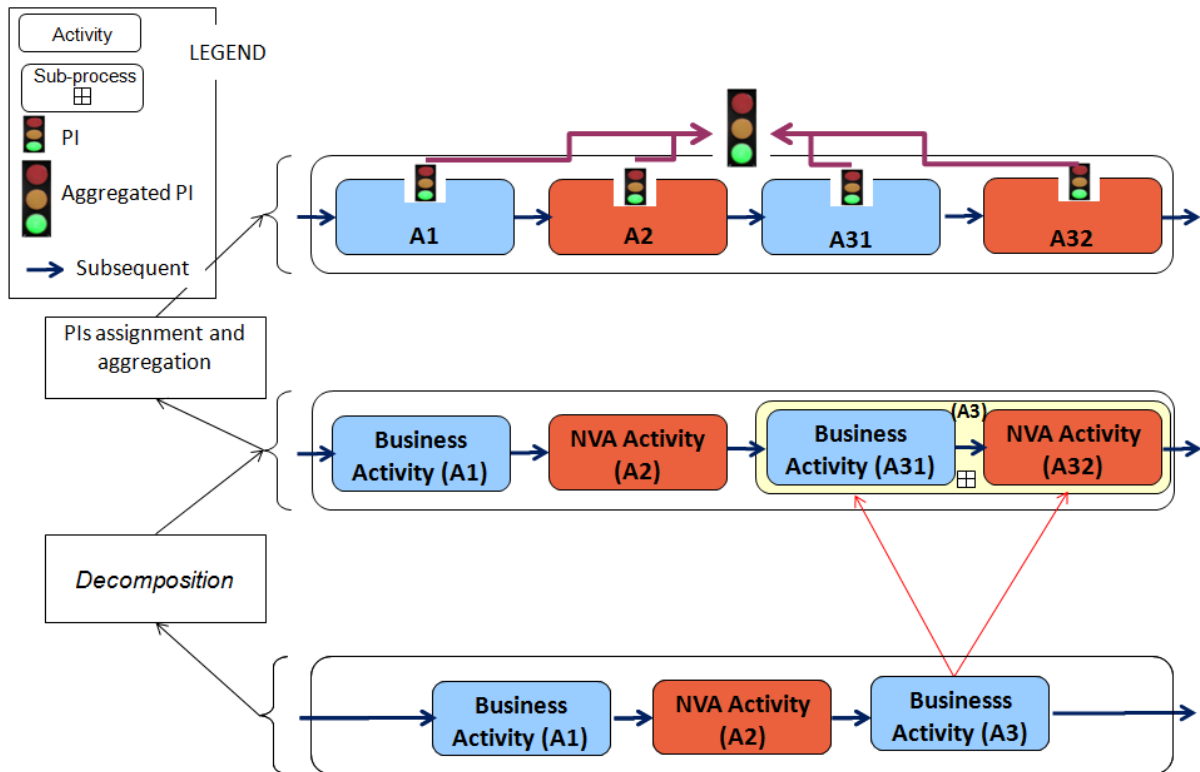 Activity
LEGEND
Sub-process
PI
Aggregated PI
Subsequent
A1
A2
A31
A32
PIs assignment and
aggregation
Business
Activity (A1)
NVA Activity
(A2)
(A3)
Business
Activity (A31)
NVA Activity
(A32)
Decomposition
Business
Activity (A1)
NVA Activity
(A2)
Businesss
Activity (A3)